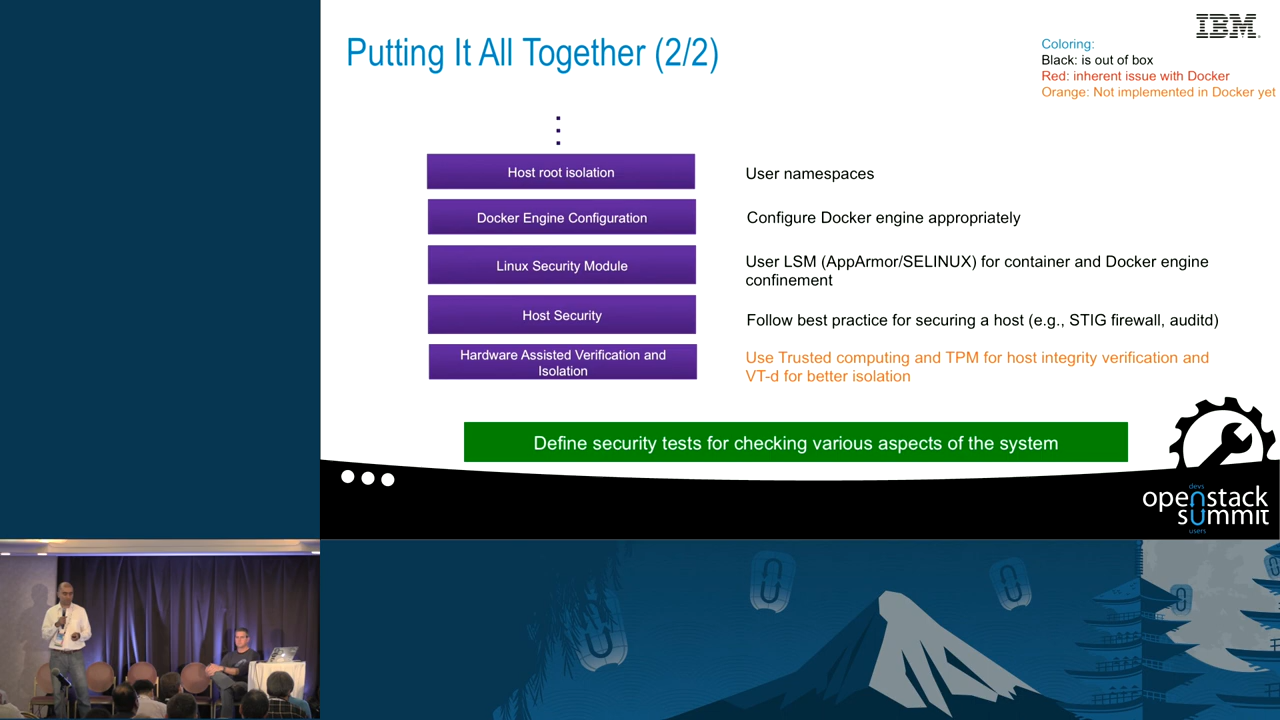 Putting It All Together (2/2)
IBM
Coloring:
Black: is out of box
Red: inherent issue with Docker
Orange: Not implemented in Docker yet
Host root isolation
User namespaces
Docker Engine Configuration
Configure Docker engine appropriately
Linux Security Module
User LSM (AppArmor/SELINUX) for container and Docker engine
confinement
Host Security
Follow best practice for securing a host (e.g., STIG firewall, auditd)
Hardware Assisted Verification and
Isolation
Use Trusted computing and TPM for host integrity verification and
VT-d for better isolation
Define security tests for checking various aspects of the system
devs
openstack
summit
users